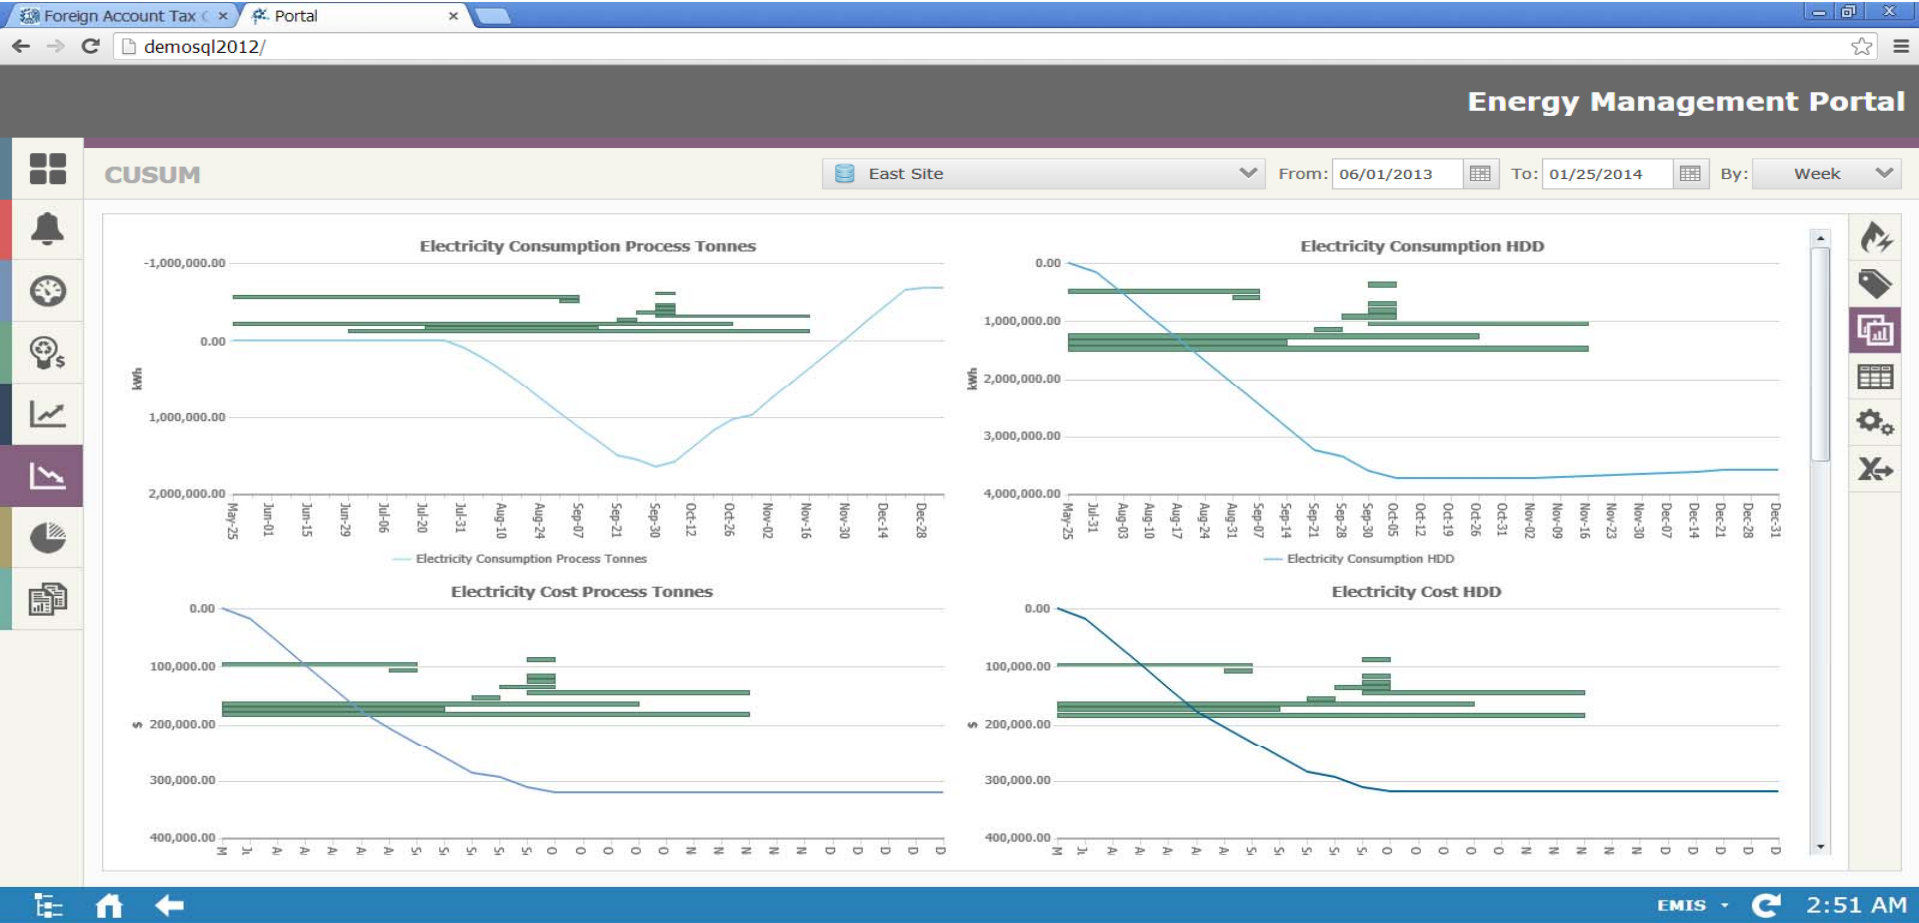 Foreign Account Tax C
Portal
demosql2012/
Energy Management Portal
CUSUM
East Site
From: 06/01/2013 To: 01/25/2014 By: Week
Electricity Consumption Process Tonnes
-1,000,000.00
0.00
kWh
1,000,000.00
2,000,000.00
May-25 Jun-01 Jun-15 Jun-29 Jul-06 Jul-20 Jul-31 Aug-10 Aug-24 Sep-07 Sep-21 Sep-30 Oct-12 Oct-26 Nov-02 Nov-16 Nov-30 Dec-14 Dec-28
Electricity Consumption Process Tonnes
Electricity Consumption HDD
0.00
1,000,000.00
kWh
2,000,000.00
3,000,000.00
4,000,000.00
May-25 Jul-31 Aug-03 Aug-10 Aug-17 Aug-24 Aug-31 Sep-07 Sep-14 Sep-21 Sep-28 Sep-30 Oct-05 Oct-12 Oct-19 Oct-26 Oct-31 Nov-02 Nov-09 Nov-16 Nov-23 Nov-30 Dec-07 Dec-14 Dec-21 Dec-28 Dec-31
Electricity Consumption HDD
Electricity Cost Process Tonnes
0.00
100,000.00
$ 200,000.00
300,000.00
400,000.00
Electricity Cost HDD
0.00
100,000.00
$ 200,000.00
300,000.00
400,000.00
EMIS
2:51 AM